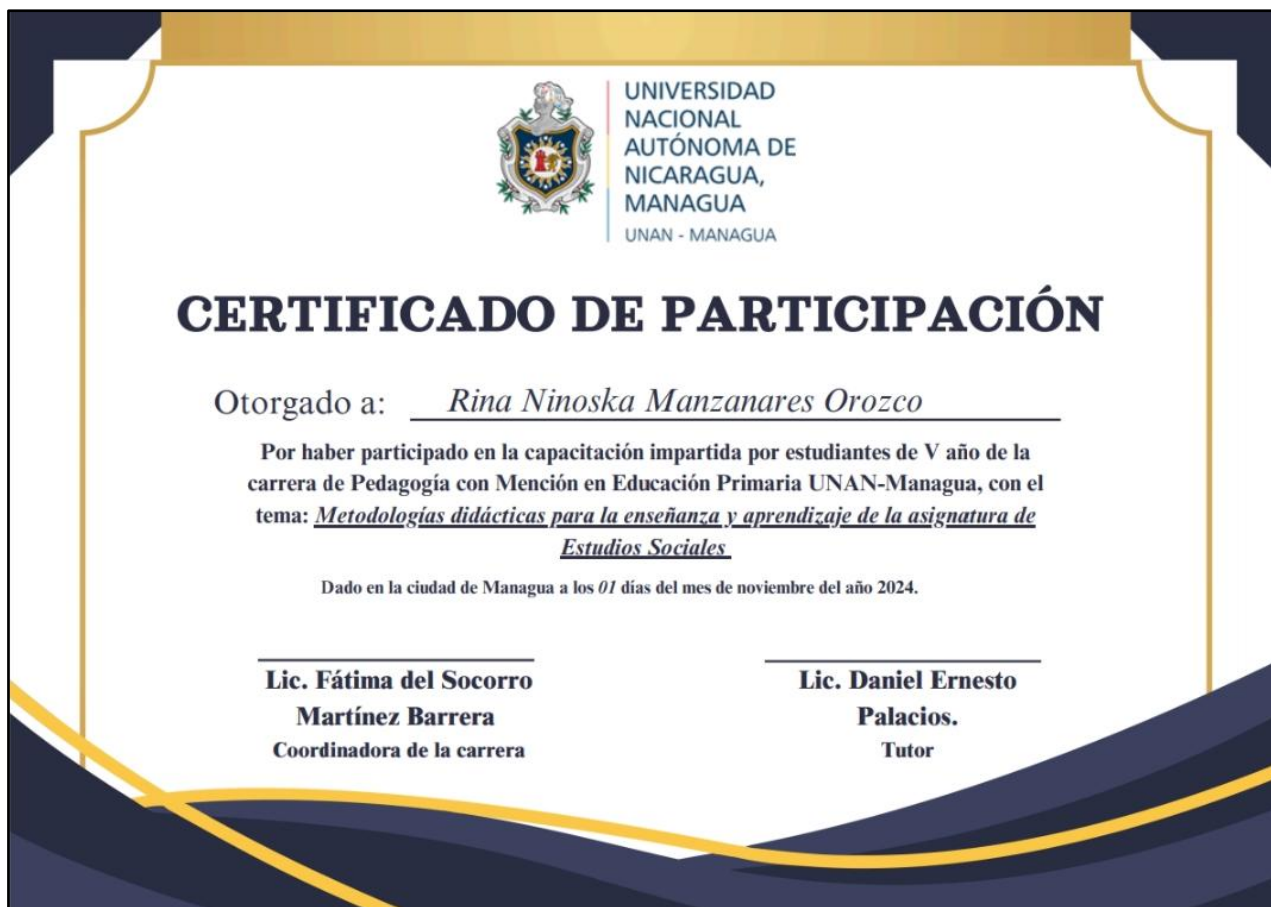 UNIVERSIDAD
NACIONAL
AUTÓNOMA DE
NICARAGUA,
MANAGUA
UNAN - MANAGUA
CERTIFICADO DE PARTICIPACIÓN
Otorgado a: Rina Ninoska Manzanares Orozco
Por haber participado en la capacitación impartida por estudiantes de V año de la
carrera de Pedagogía con Mención en Educación Primaria UNAN-Managua, con el
tema: Metodologías didácticas para la enseñanza y aprendizaje de la asignatura de
Estudios Sociales
Dado en la ciudad de Managua a los 01 días del mes de noviembre del año 2024.
Lic. Fátima del Socorro
Martínez Barrera
Coordinadora de la carrera
Lic. Daniel Ernesto
Palacios.
Tutor